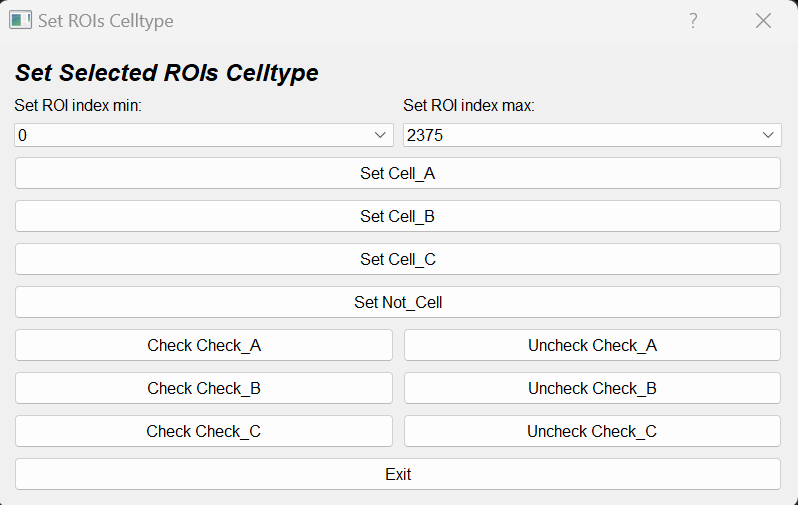 Set ROIs Celltype
?
Set Selected ROIs Celltype
Set ROI index min: Set ROI index max:
0 2375
Set Cell_A
Set Cell_B
Set Cell_C
Set Not_Cell
Check Check_A Uncheck Check_A
Check Check_B Uncheck Check_B
Check Check_C Uncheck Check_C
Exit